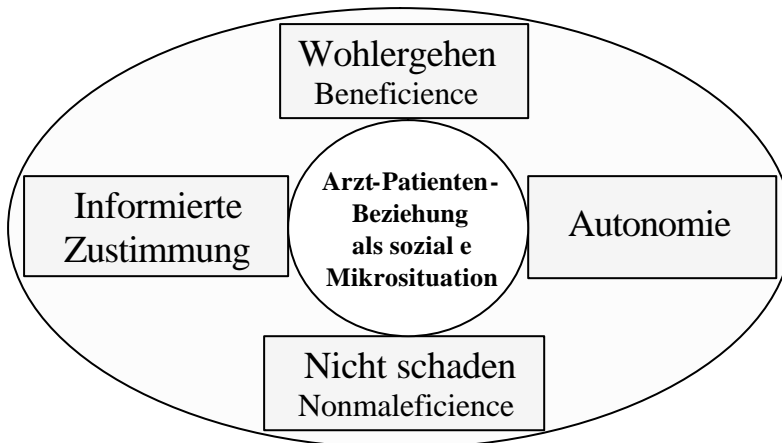 Wohlergehen
Beneficience
Informierte
Zustimmung
Arzt-Patienten-
Beziehung
als sozial e
Mikrosituation
Autonomie
Nicht schaden
Nonmaleficience